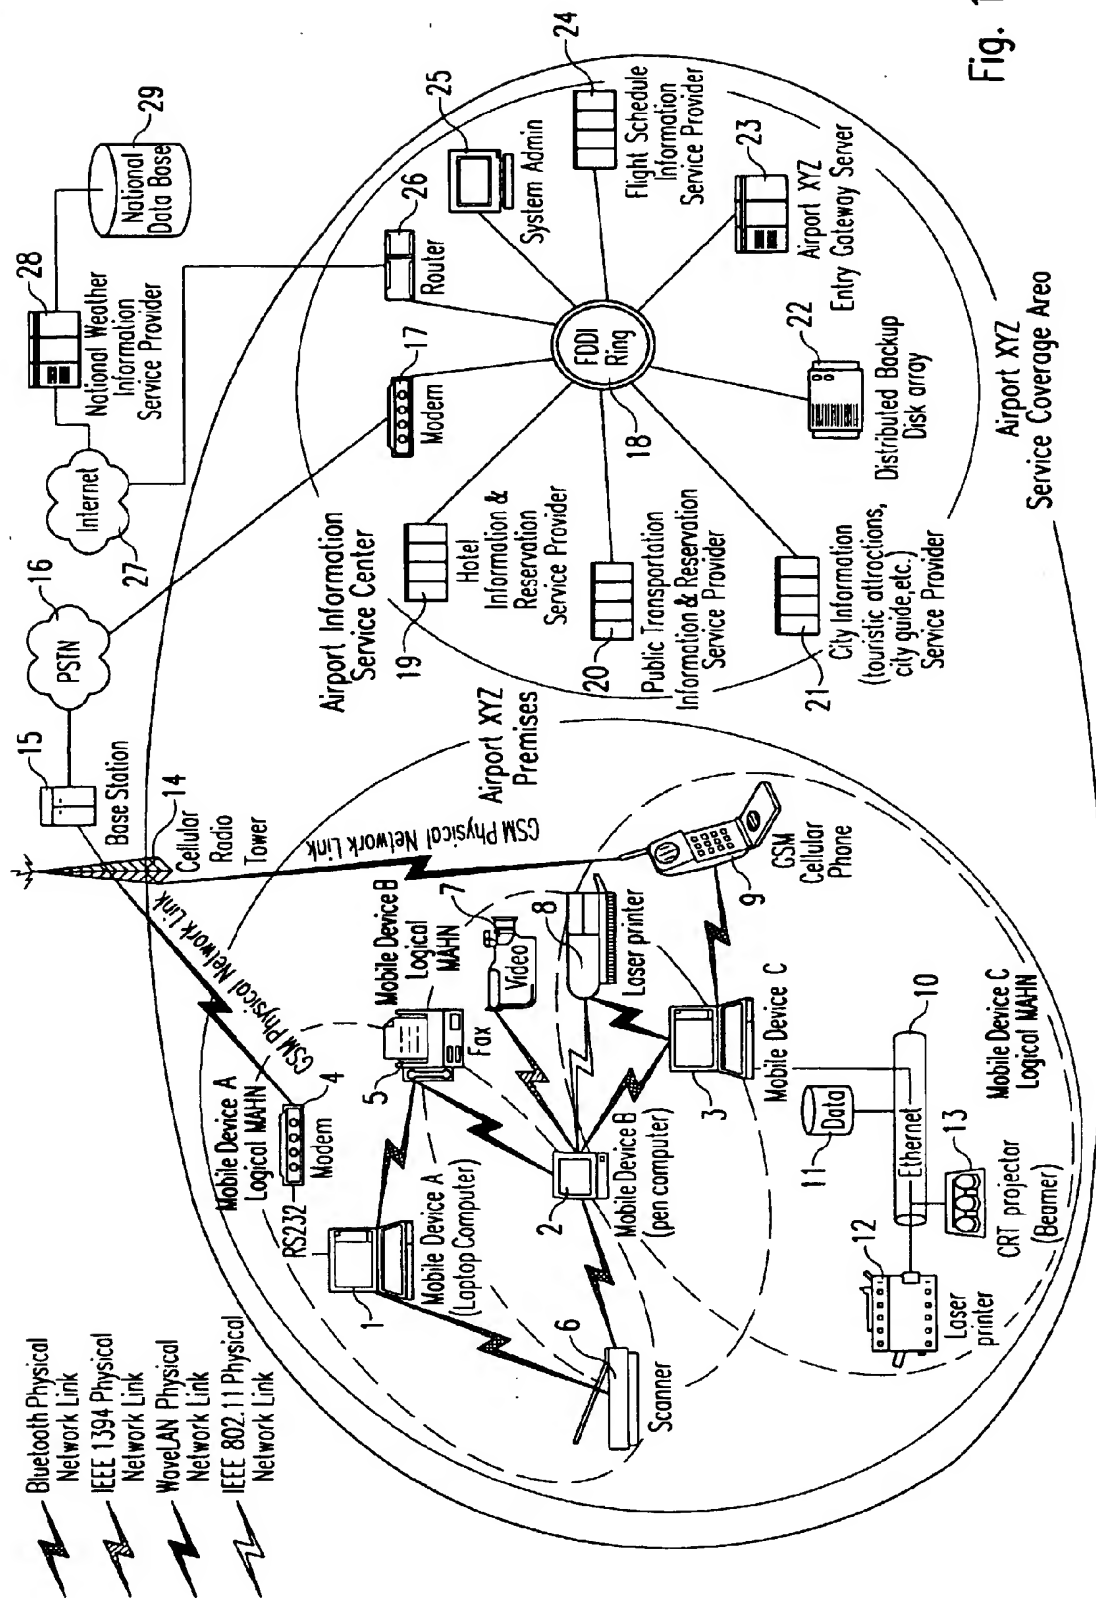 Bluetooth Physical
Network Link
IEEE 1394 Physical
Network Link
WaveLAN Physical
Network Link
IEEE 802.11 Physical
Network Link
15
Base Station
16
PSTN
27
Internet
28
National Weather
Information
Service Provider
29
National
Data Base
14
Cellular
Radio
Tower
GSM Physical Network Link
GSM Physical Network Link
Airport XYZ
Premises
Mobile Device A
Logical MAHN
RS232
4
Modem
1
Mobile Device A
(Laptop Computer)
5
Fax
Mobile Device B
Logical
MAHN
7
Video
8
Laser printer
9
GSM
Cellular
Phone
6
Scanner
2
Mobile Device B
(pen computer)
3
Mobile Device C
10
Ethernet
11
Data
12
Laser
printer
13
CRT projector
(Beamer)
Mobile Device C
Logical MAHN
Airport Information
Service Center
17
Modem
26
Router
25
System Admin
24
Flight Schedule
Information
Service Provider
23
Airport XYZ
Entry Gateway Server
22
Distributed Backup
Disk array
18
FDDI
Ring
19
Hotel
Information &
Reservation
Service Provider
20
Public Transportation
Information & Reservation
Service Provider
21
City Information
(touristic attractions,
city guide,etc.)
Service Provider
Airport XYZ
Service Coverage Area
Fig. 1